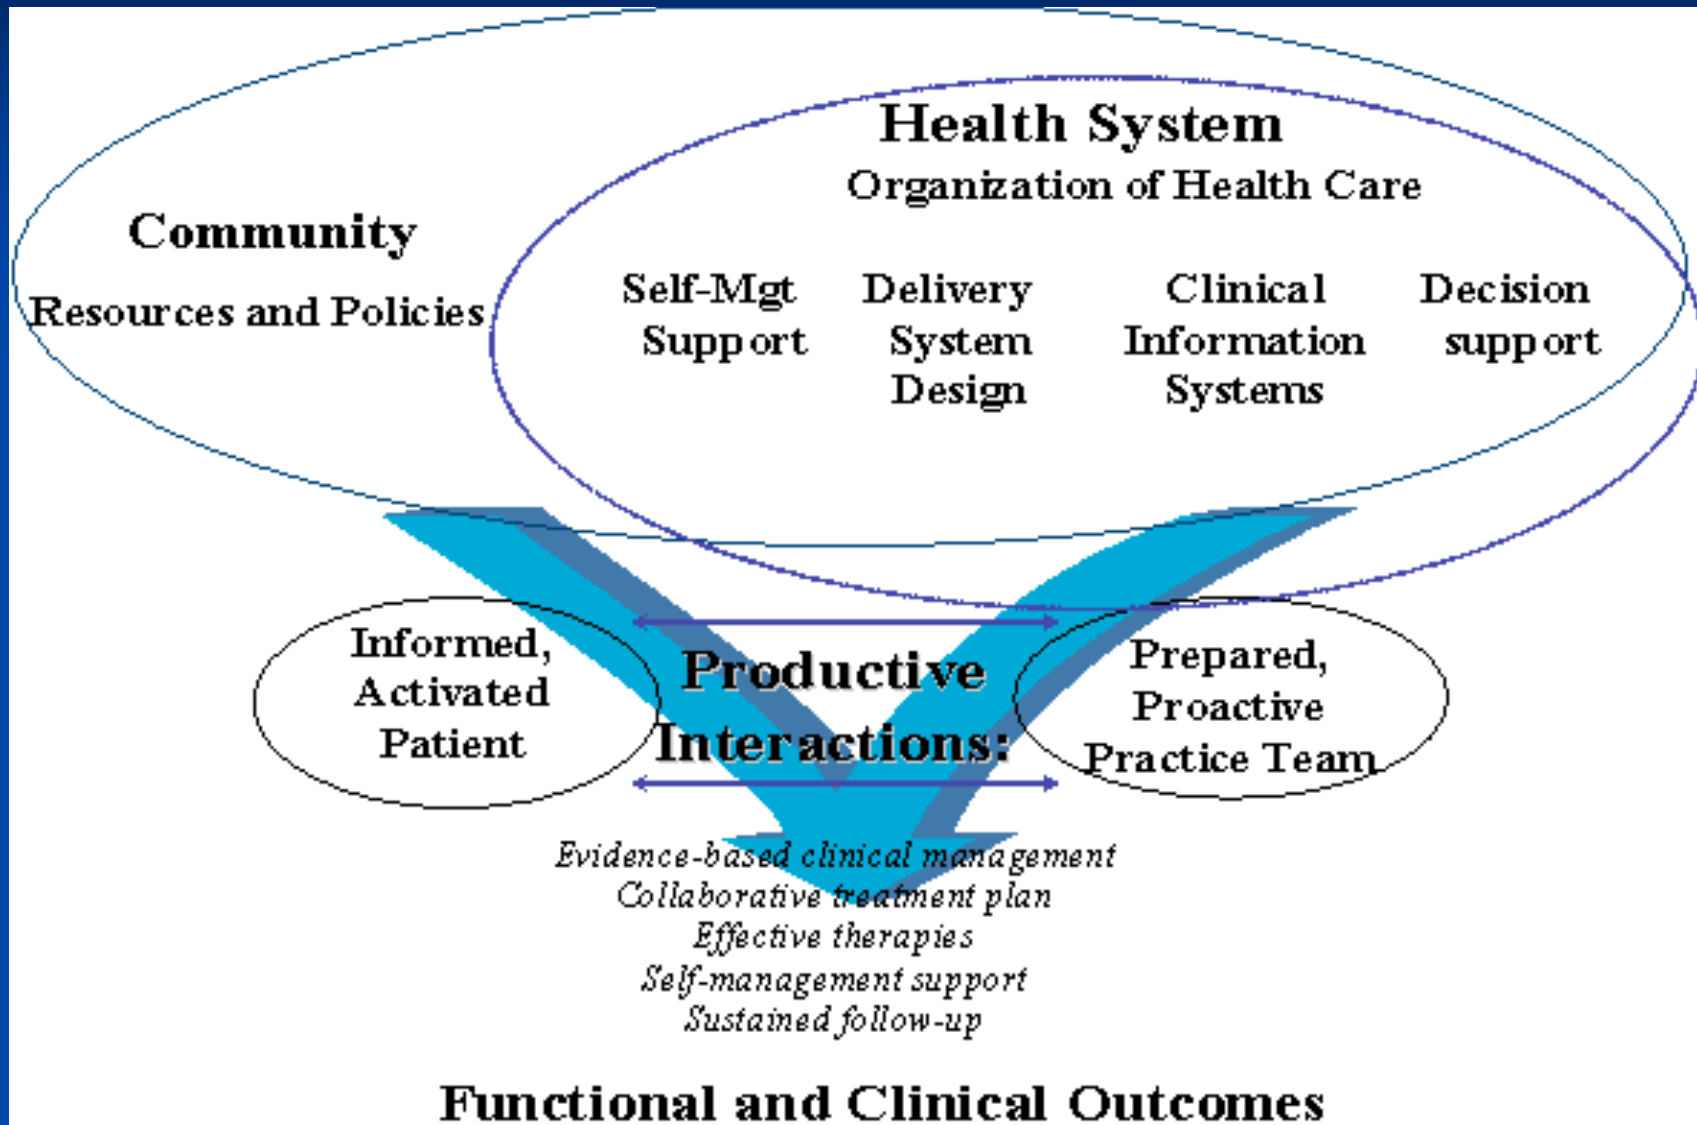 Health System
Organization of Health Care
Community
Resources and Policies
Self-Mgt
Support
Delivery
System
Design
Clinical
Information
Systems
Decision
support
Informed,
Activated
Patient
Productive
Interactions:
Prepared,
Proactive
Practice Team
Evidence-based clinical management
Collaborative treatment plan
Effective therapies
Self-management support
Sustained follow-up
Functional and Clinical Outcomes